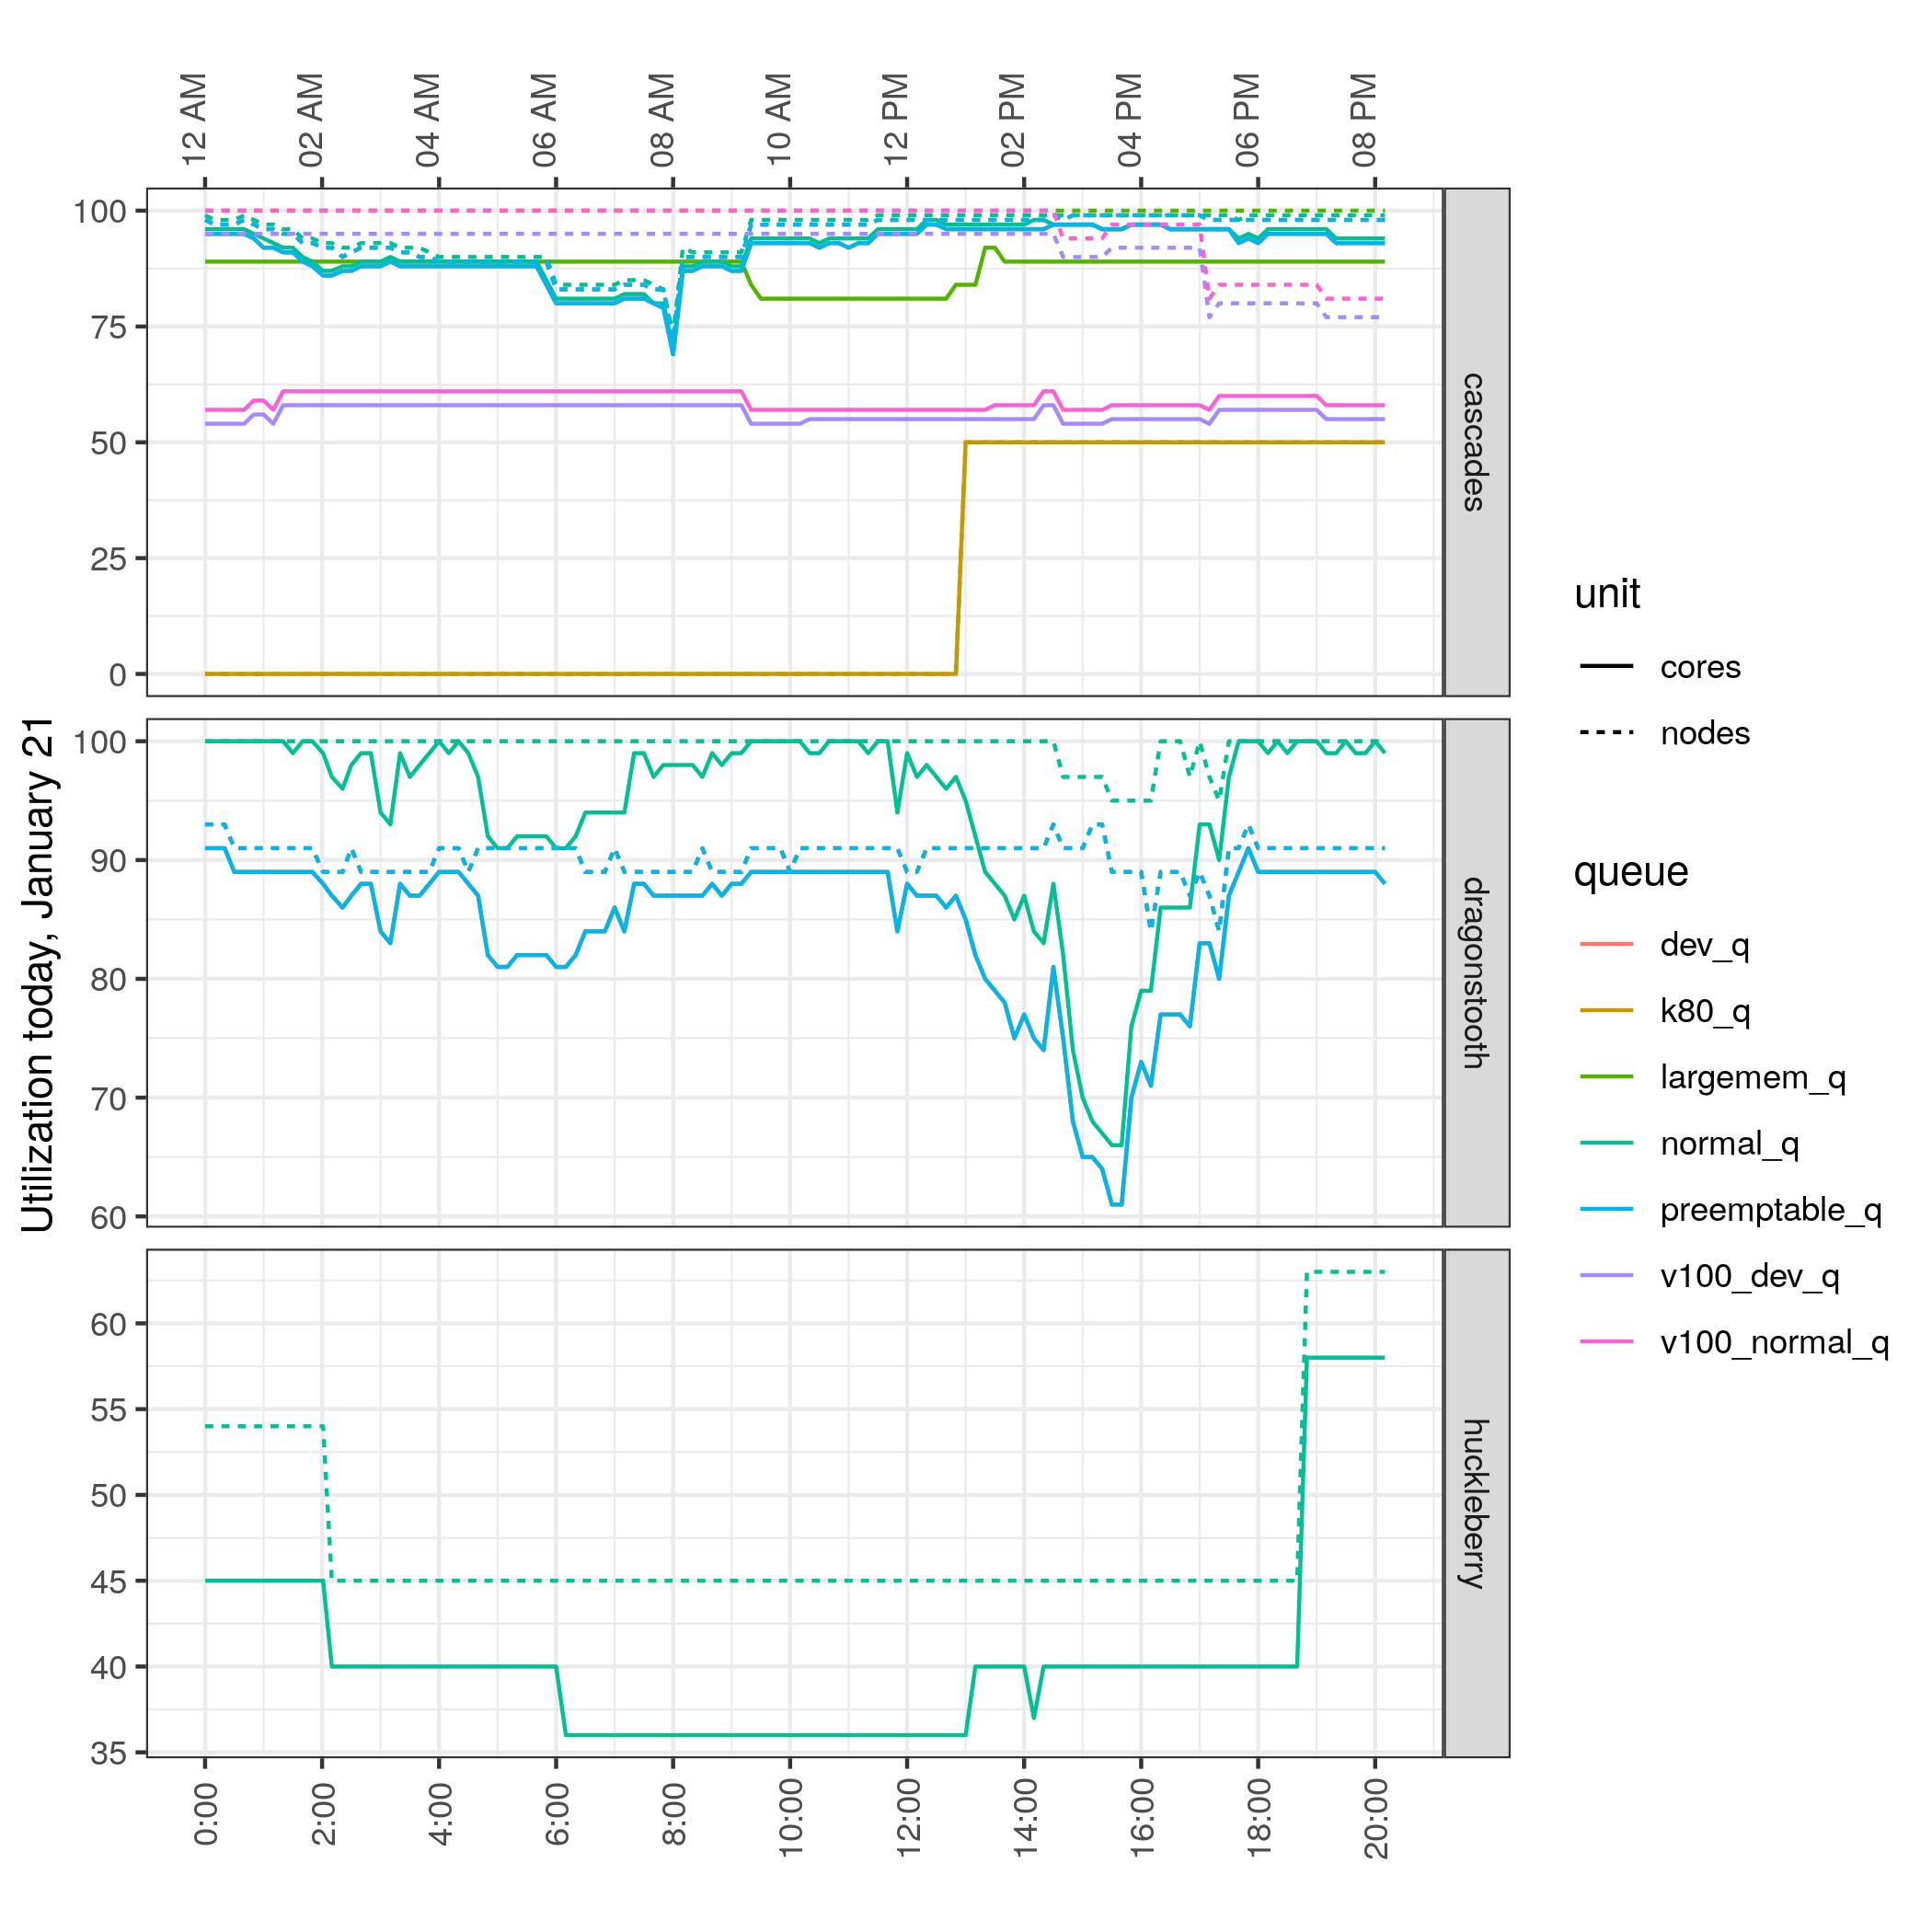 12 AM
02 AM
04 AM
06 AM
08 AM
10 AM
12 PM
02 PM
04 PM
06 PM
08 PM
100
75
50
25
0
cascades
Utilization today, January 21
100
90
80
70
60
dragonstooth
60
55
50
45
40
35
huckleberry
0:00
2:00
4:00
6:00
8:00
10:00
12:00
14:00
16:00
18:00
20:00
unit
cores
nodes
queue
dev_q
k80_q
largemem_q
normal_q
preemptable_q
v100_dev_q
v100_normal_q